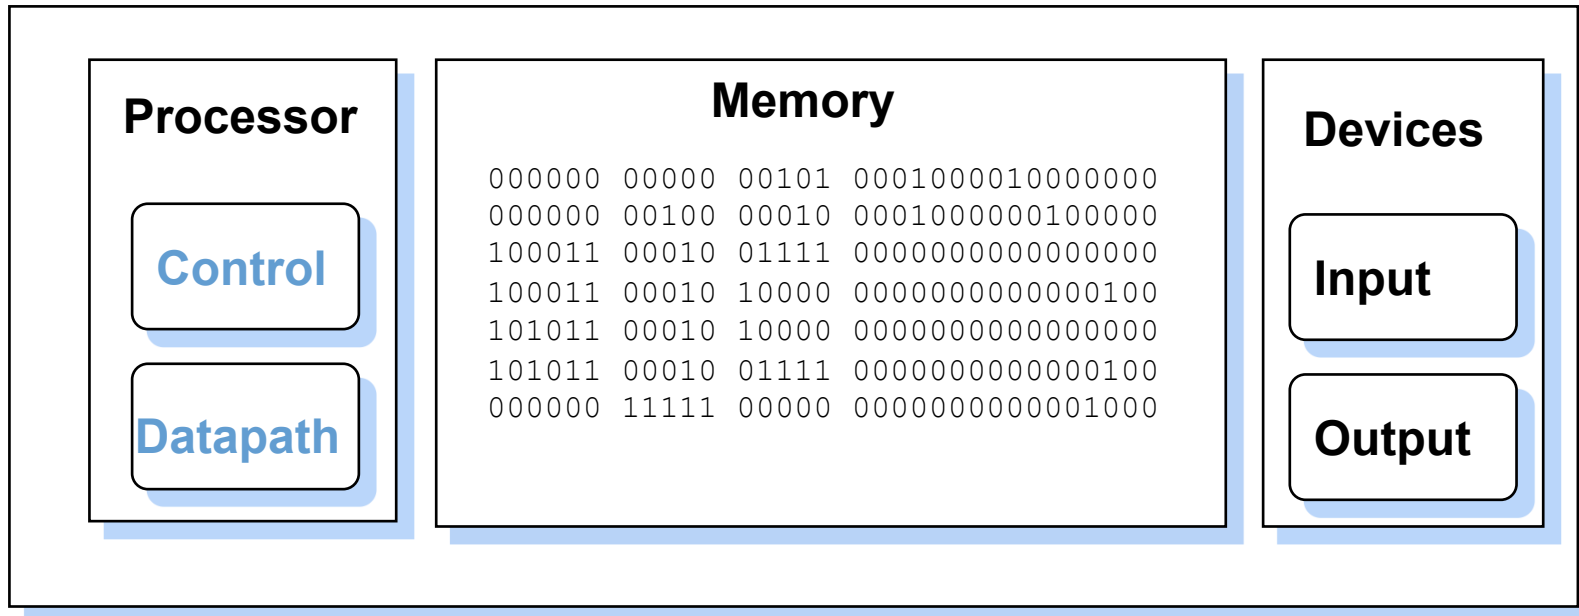 Processor
Control
Datapath
Memory
000000 00000 00101 0001000010000000
000000 00100 00010 0001000000100000
100011 00010 01111 0000000000000000
100011 00010 10000 0000000000000100
101011 00010 10000 0000000000000000
101011 00010 01111 0000000000000100
000000 11111 00000 0000000000001000
Devices
Input
Output